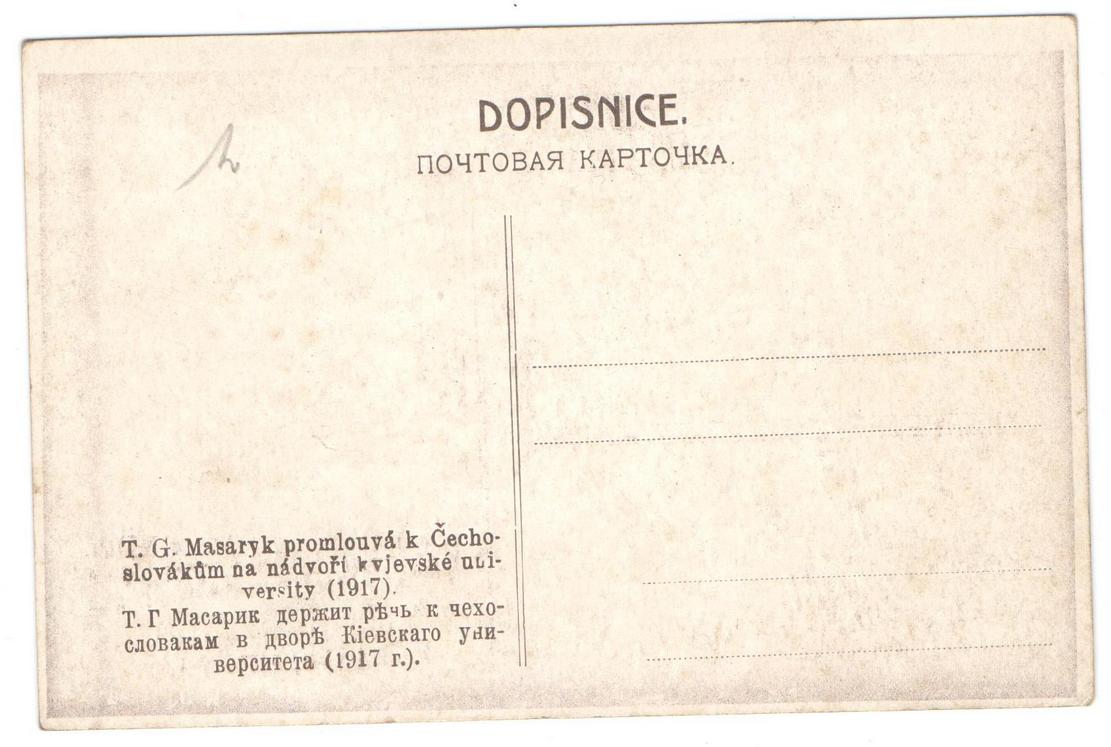 DOPISNICE.
ПОЧТОВАЯ КАРТОЧКА.
T. G. Masaryk promlouvá k Čecho-
slovákům na nádvoří kyjevské uni-
versity (1917).
Т. Г Масарик держит рѣчь к чехо-
словакам в дворѣ Кіевскаго уни-
верситета (1917 г.).